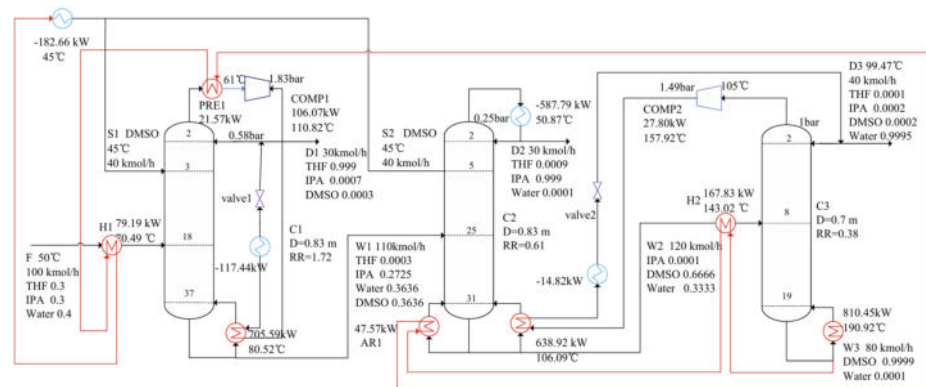 -182.66 kW
45℃
61℃
1.83bar
PRE1
21.57kW
COMP1
106.07kW
110.82℃
S1 DMSO
45℃
40 kmol/h
2
0.58bar
3
D1 30kmol/h
THF 0.999
IPA 0.0007
DMSO 0.0003
valve1
H1
79.19 kW
70.49 ℃
18
F 50℃
100 kmol/h
THF 0.3
IPA 0.3
Water 0.4
C1
D=0.83 m
RR=1.72
-117.44kW
37
705.59kW
80.52℃
S2 DMSO
45℃
40 kmol/h
0.25bar
-587.79 kW
50.87℃
2
5
D2 30 kmol/h
THF 0.0009
IPA 0.999
Water 0.0001
C2
D=0.83 m
RR=0.61
25
W1 110kmol/h
THF 0.0003
IPA 0.2725
Water 0.3636
DMSO 0.3636
31
47.57kW
AR1
638.92 kW
106.09℃
valve2
-14.82kW
1.49bar
105℃
COMP2
27.80kW
157.92℃
1bar
D3 99.47℃
40 kmol/h
THF 0.0001
IPA 0.0002
DMSO 0.0002
Water 0.9995
2
H2
167.83 kW
143.02 ℃
8
C3
D=0.7 m
RR=0.38
W2 120 kmol/h
IPA 0.0001
DMSO 0.6666
Water 0.3333
19
810.45kW
190.92℃
W3 80 kmol/h
DMSO 0.9999
Water 0.0001